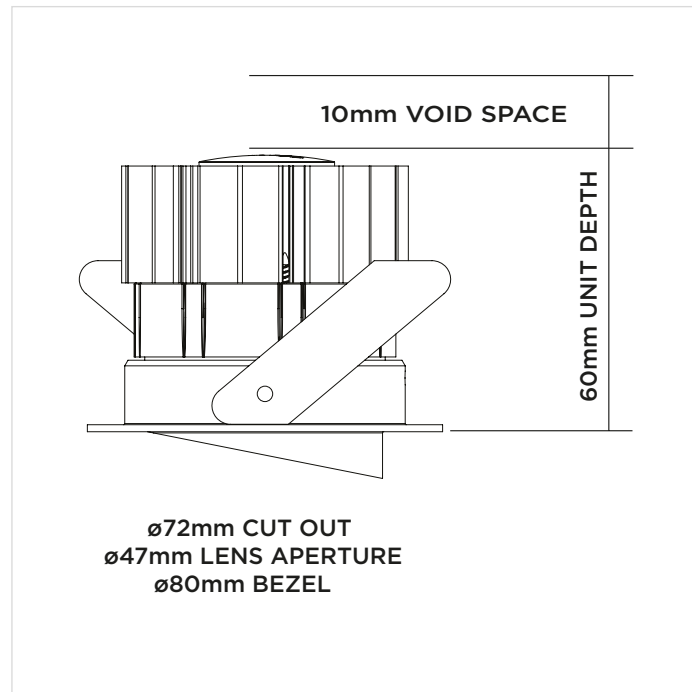 10mm VOID SPACE
60mm UNIT DEPTH
ø72mm CUT OUT
ø47mm LENS APERTURE
ø80mm BEZEL